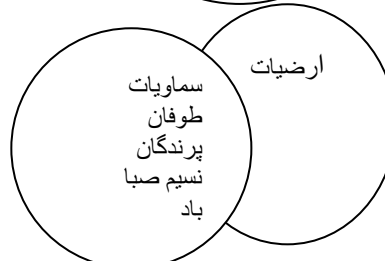 ارضیات
سماویات
طوفان
پرندگان
نسیم صبا
باد